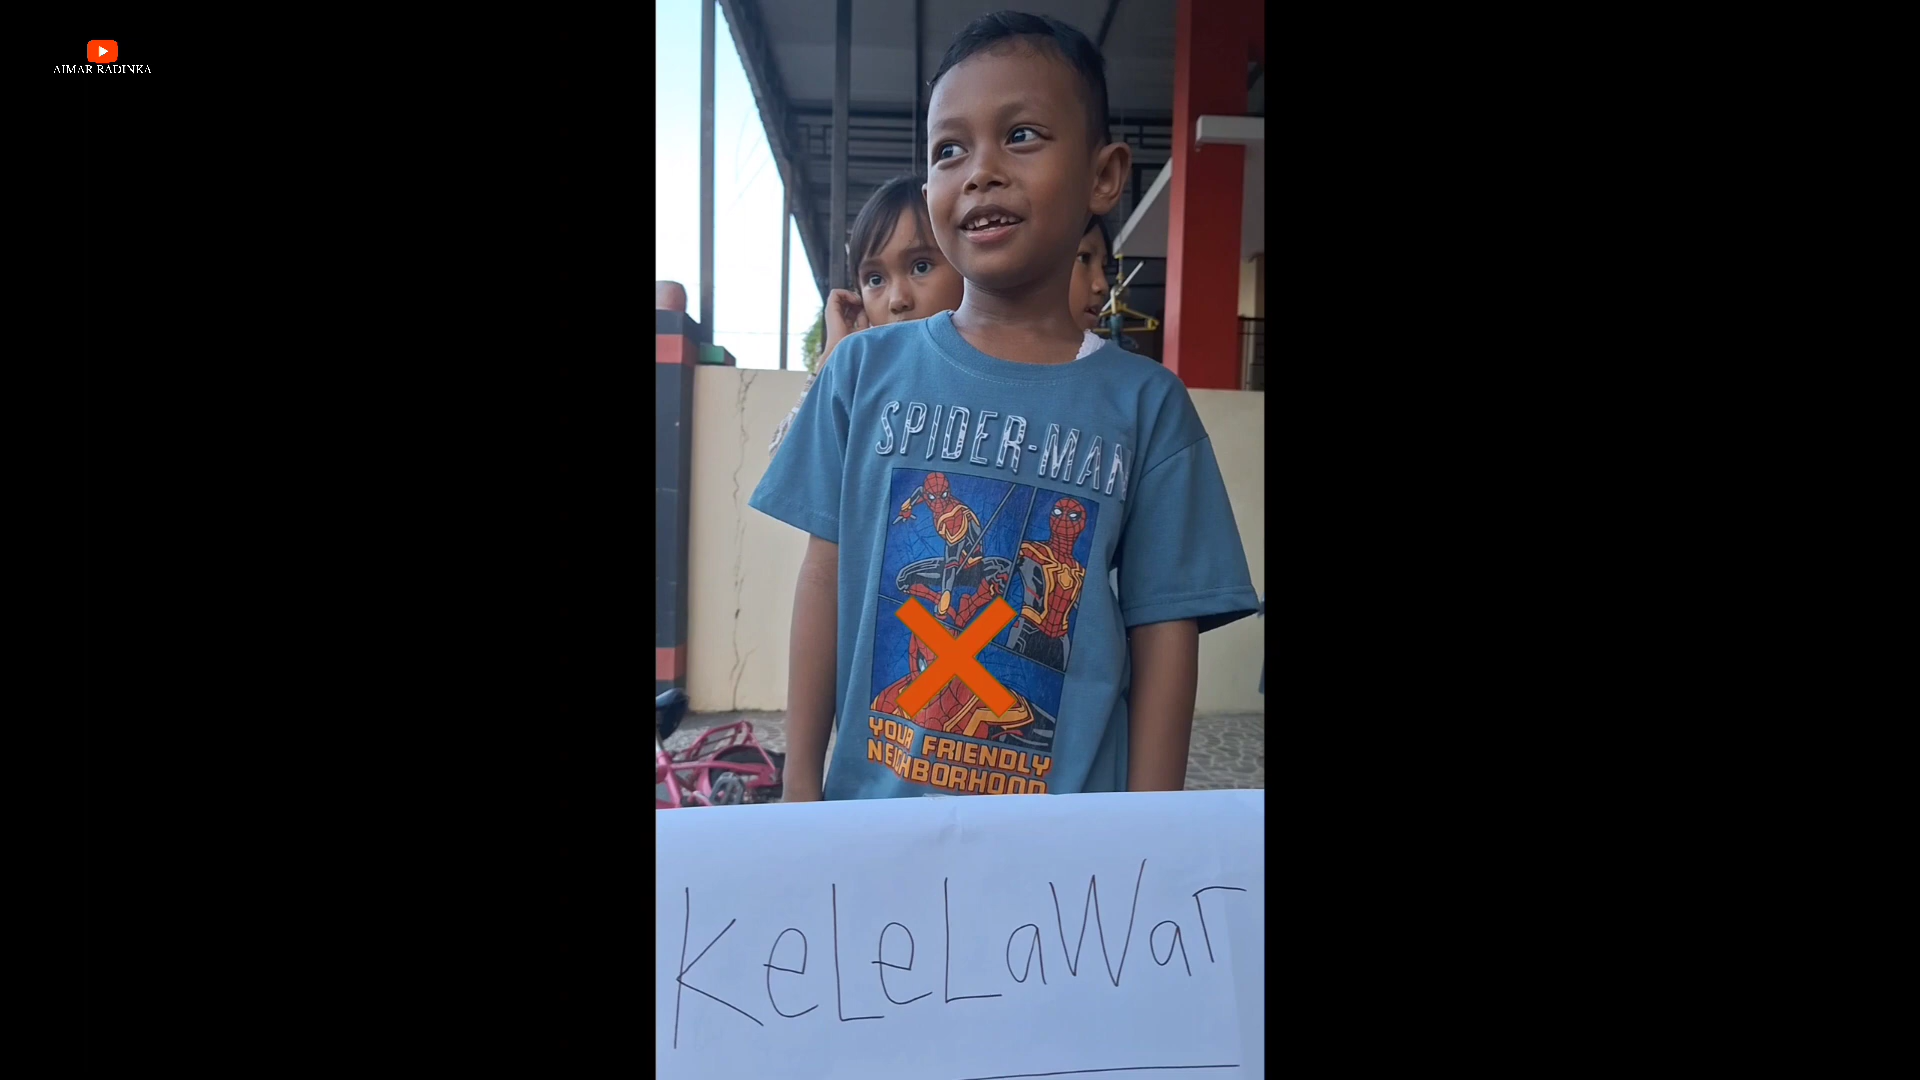 AIMAR RADINKA
SPIDER-MAN
YOUR FRIENDLY
NEIGHBORHOOD
KeLeLaWar